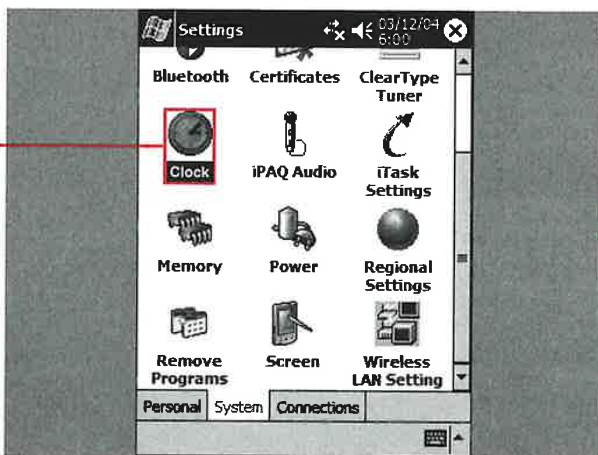 Settings
03/12/04
6:00
Bluetooth Certificates ClearType Tuner
Clock iPAQ Audio iTask Settings
Memory Power Regional Settings
Remove Programs Screen Wireless LAN Setting
Personal System Connections